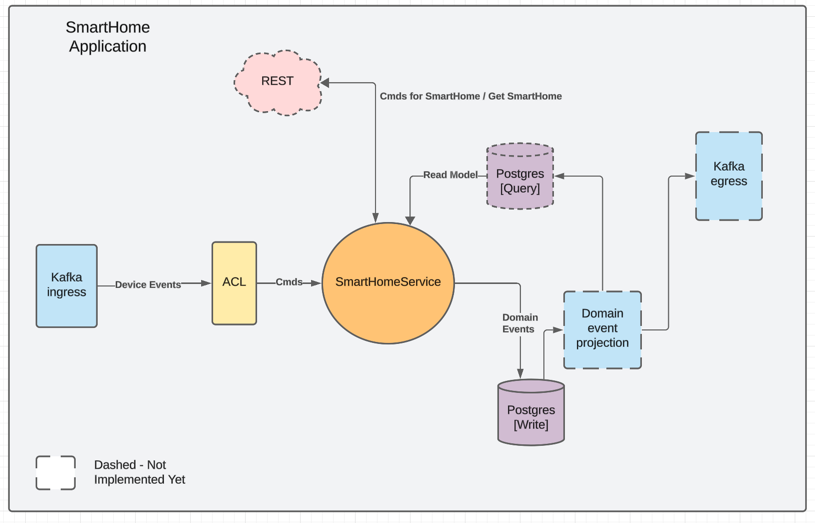 SmartHome
Application
REST
Cmds for SmartHome / Get SmartHome
Kafka
egress
Postgres
[Query]
Read Model
Kafka
ingress
Device Events
ACL
Cmds
SmartHomeService
Domain
Events
Domain
event
projection
Postgres
[Write]
Dashed - Not
Implemented Yet